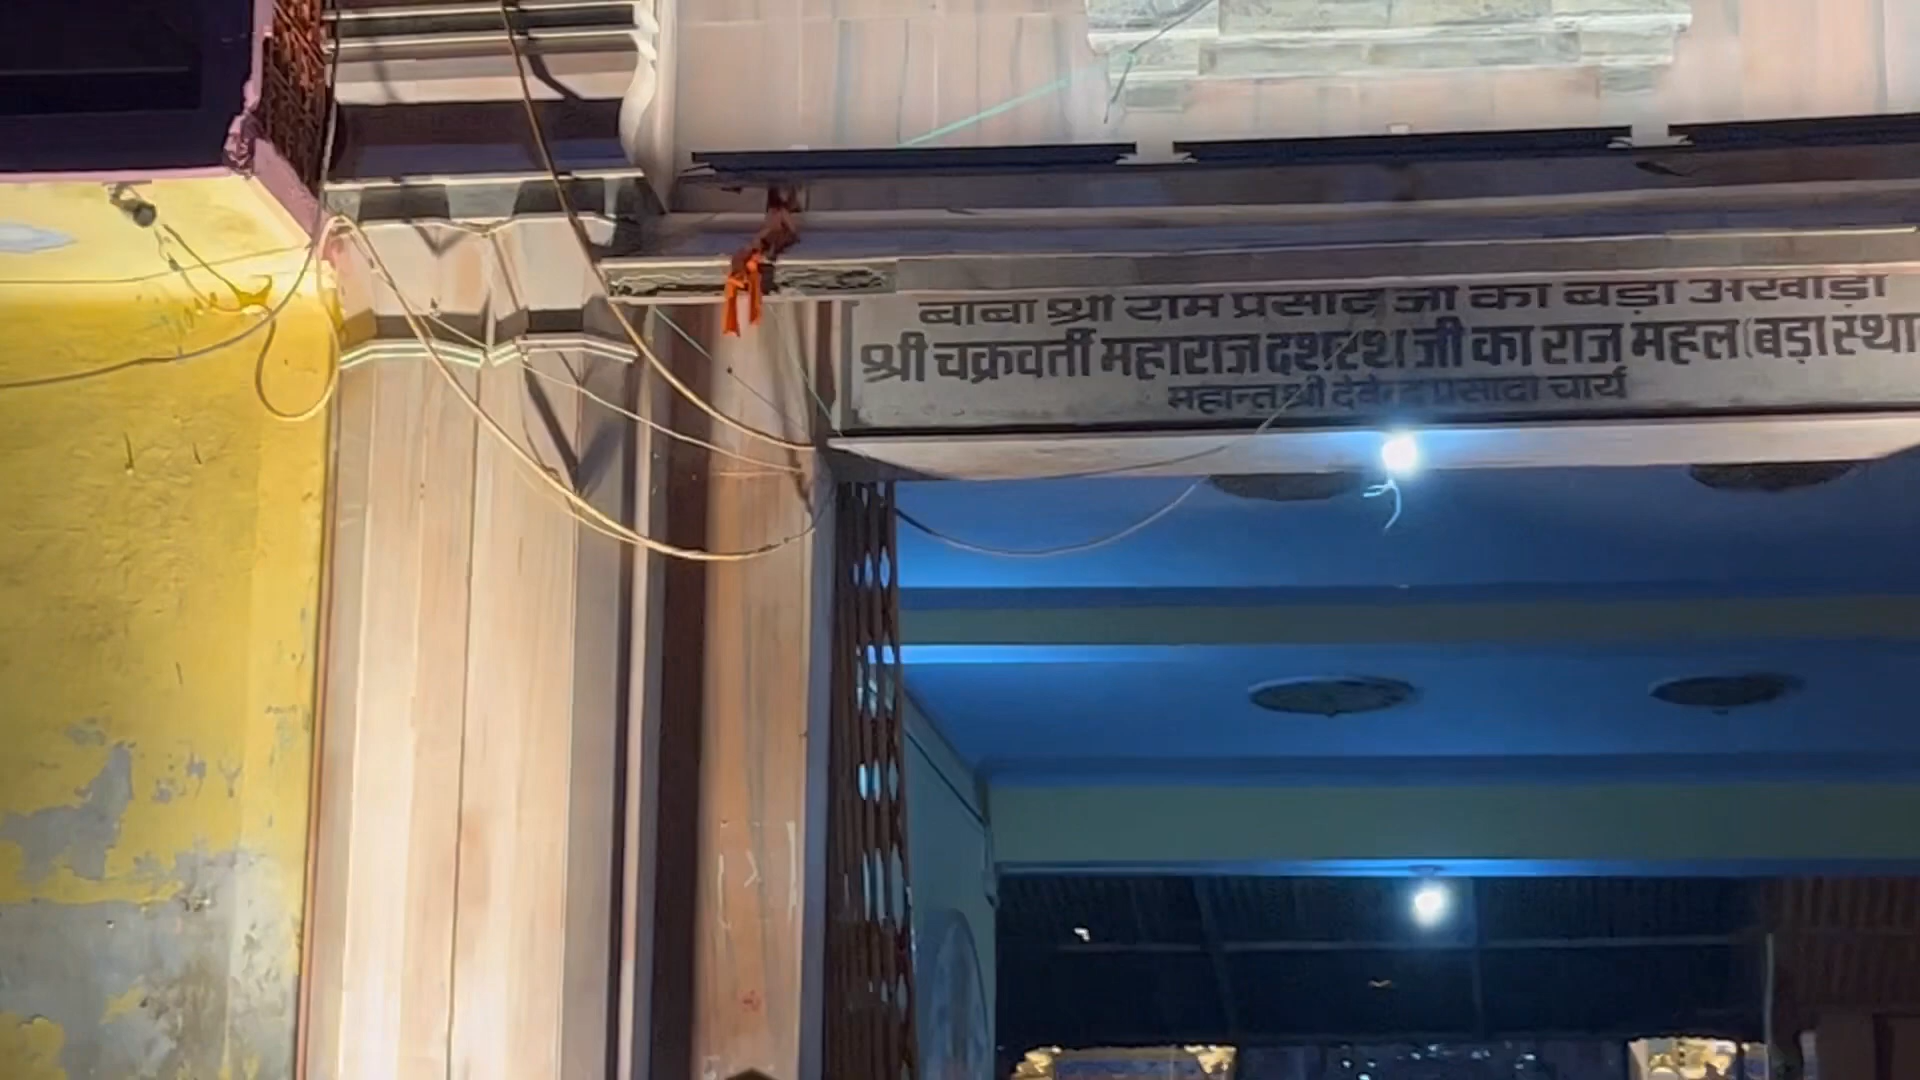 बाबा श्री राम प्रसाद जी का बड़ा अखाड़ा
श्री चक्रवर्ती महाराज दशरथ जी का राज महल (बड़ा स्था
महान्त श्री देवेन्द्र प्रसादा चार्य